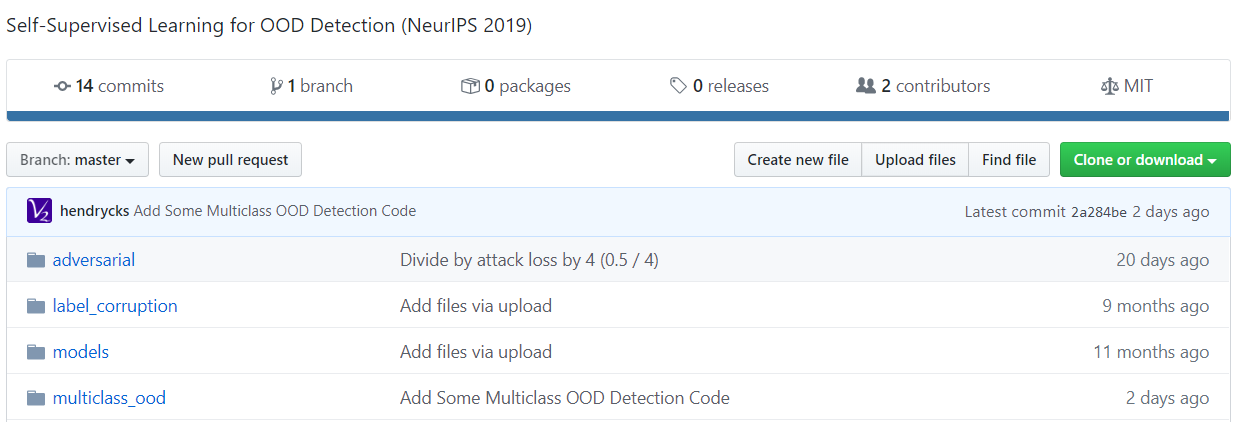 Self-Supervised Learning for OOD Detection (NeurIPS 2019)
14 commits 1 branch 0 packages 0 releases 2 contributors MIT
Branch: master New pull request Create new file Upload files Find file Clone or download
V2 hendrycks Add Some Multiclass OOD Detection Code Latest commit 2a284be 2 days ago
adversarial Divide by attack loss by 4 (0.5 / 4) 20 days ago
label_corruption Add files via upload 9 months ago
models Add files via upload 11 months ago
multiclass_ood Add Some Multiclass OOD Detection Code 2 days ago